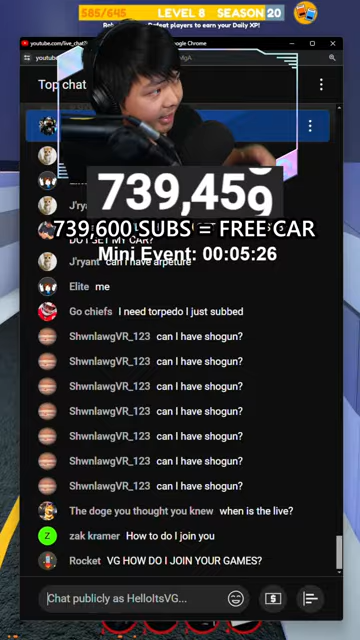 585/645
LEVEL 8
SEASON 20
Defeat players to earn your Daily XP!
youtube.com/live_chat?
Google Chrome
youtube
Top chat
739,459
739,600 SUBS = FREE CAR
DO I GET MY CAR?
Mini Event: 00:05:26
J'ryant can i have arpeture
Elite me
Go chiefs I need torpedo I just subbed
ShwnlawgVR_123 can I have shogun?
ShwnlawgVR_123 can I have shogun?
ShwnlawgVR_123 can I have shogun?
ShwnlawgVR_123 can I have shogun?
ShwnlawgVR_123 can I have shogun?
ShwnlawgVR_123 can I have shogun?
ShwnlawgVR_123 can I have shogun?
The doge you thought you knew when is the live?
Z
zak kramer How to do I join you
Rocket VG HOW DO I JOIN YOUR GAMES?
Chat publicly as HelloItsVG...